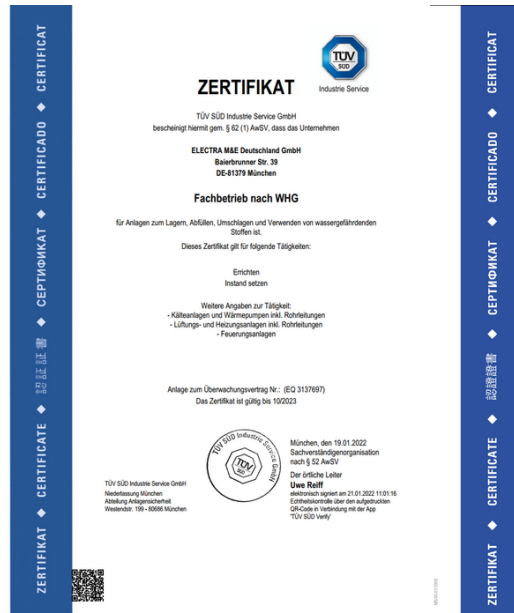 ZERTIFIKAT ◆ CERTIFICATE ◆ 認証証書 ◆ СЕРТИФИКАТ ◆ CERTIFICADO ◆ CERTIFICAT
TÜV
SÜD
Industrie Service
ZERTIFIKAT
TÜV SÜD Industrie Service GmbH
bescheinigt hiermit gem. § 62 (1) AwSV, dass das Unternehmen
ELECTRA M&E Deutschland GmbH
Baierbrunner Str. 39
DE-81379 München
Fachbetrieb nach WHG
für Anlagen zum Lagern, Abfüllen, Umschlagen und Verwenden von wassergefährdenden
Stoffen ist.
Dieses Zertifikat gilt für folgende Tätigkeiten:
Errichten
Instand setzen
Weitere Angaben zur Tätigkeit:
- Kälteanlagen und Wärmepumpen inkl. Rohrleitungen
- Lüftungs- und Heizungsanlagen inkl. Rohrleitungen
- Feuerungsanlagen
Anlage zum Überwachungsvertrag Nr.: (EQ 3137697)
Das Zertifikat ist gültig bis 10/2023
TÜV SÜD Industrie Service GmbH
TÜV
SÜD
München, den 19.01.2022
Sachverständigenorganisation
nach § 52 AwSV
Der örtliche Leiter
Uwe Reiff
elektronisch signiert am 21.01.2022 11:01:16
Echtheitskontrolle über den aufgedruckten
QR-Code in Verbindung mit der App
"TÜV SÜD Verify"
TÜV SÜD Industrie Service GmbH
Niederlassung München
Abteilung Anlagensicherheit
Westendstr. 199 - 80686 München
ZERTIFIKAT ◆ CERTIFICATE ◆ 認證證書 ◆ СЕРТИФИКАТ ◆ CERTIFICADO ◆ CERTIFICAT